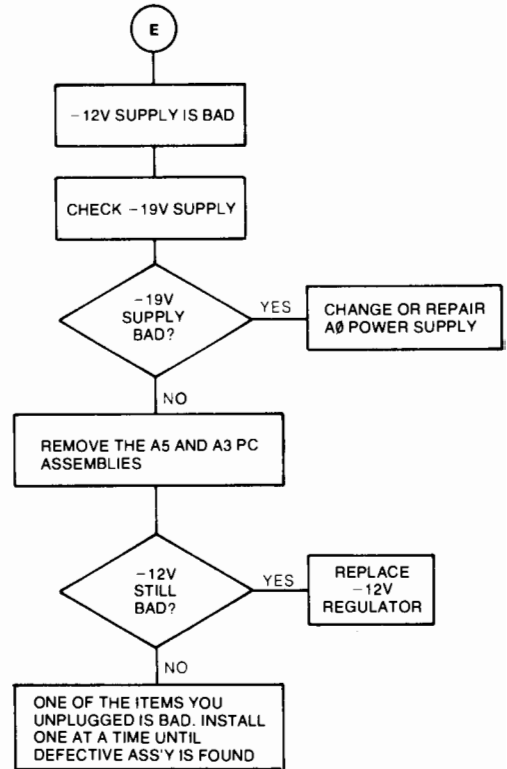 E
−12V SUPPLY IS BAD
CHECK −19V SUPPLY
−19V
SUPPLY
BAD?
YES
CHANGE OR REPAIR
AØ POWER SUPPLY
NO
REMOVE THE A5 AND A3 PC
ASSEMBLIES
−12V
STILL
BAD?
YES
REPLACE
−12V
REGULATOR
NO
ONE OF THE ITEMS YOU
UNPLUGGED IS BAD. INSTALL
ONE AT A TIME UNTIL
DEFECTIVE ASS'Y IS FOUND